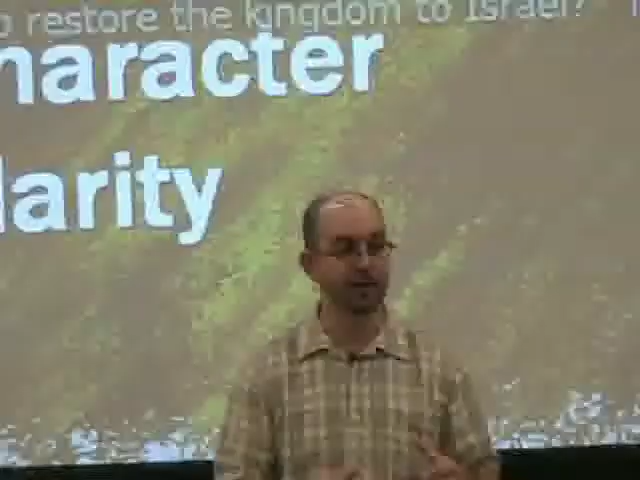 o restore the kingdom to Israel?
haracter
larity